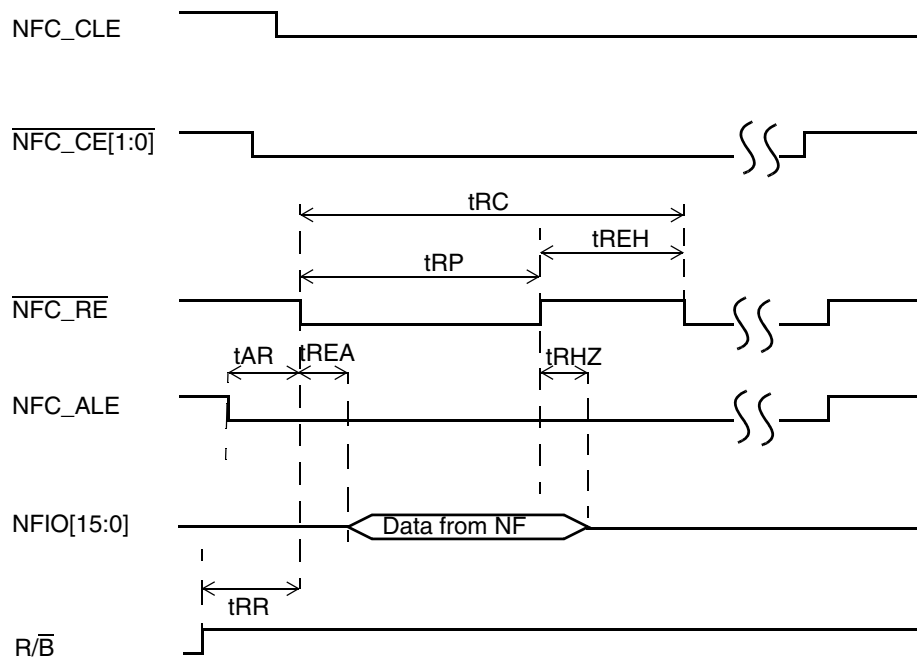 NFC_CLE
NFC_CE[1:0]
tRC
tREH
tRP
NFC_RE
tAR
tREA
tRHZ
NFC_ALE
NFIO[15:0]
Data from NF
tRR
R/B